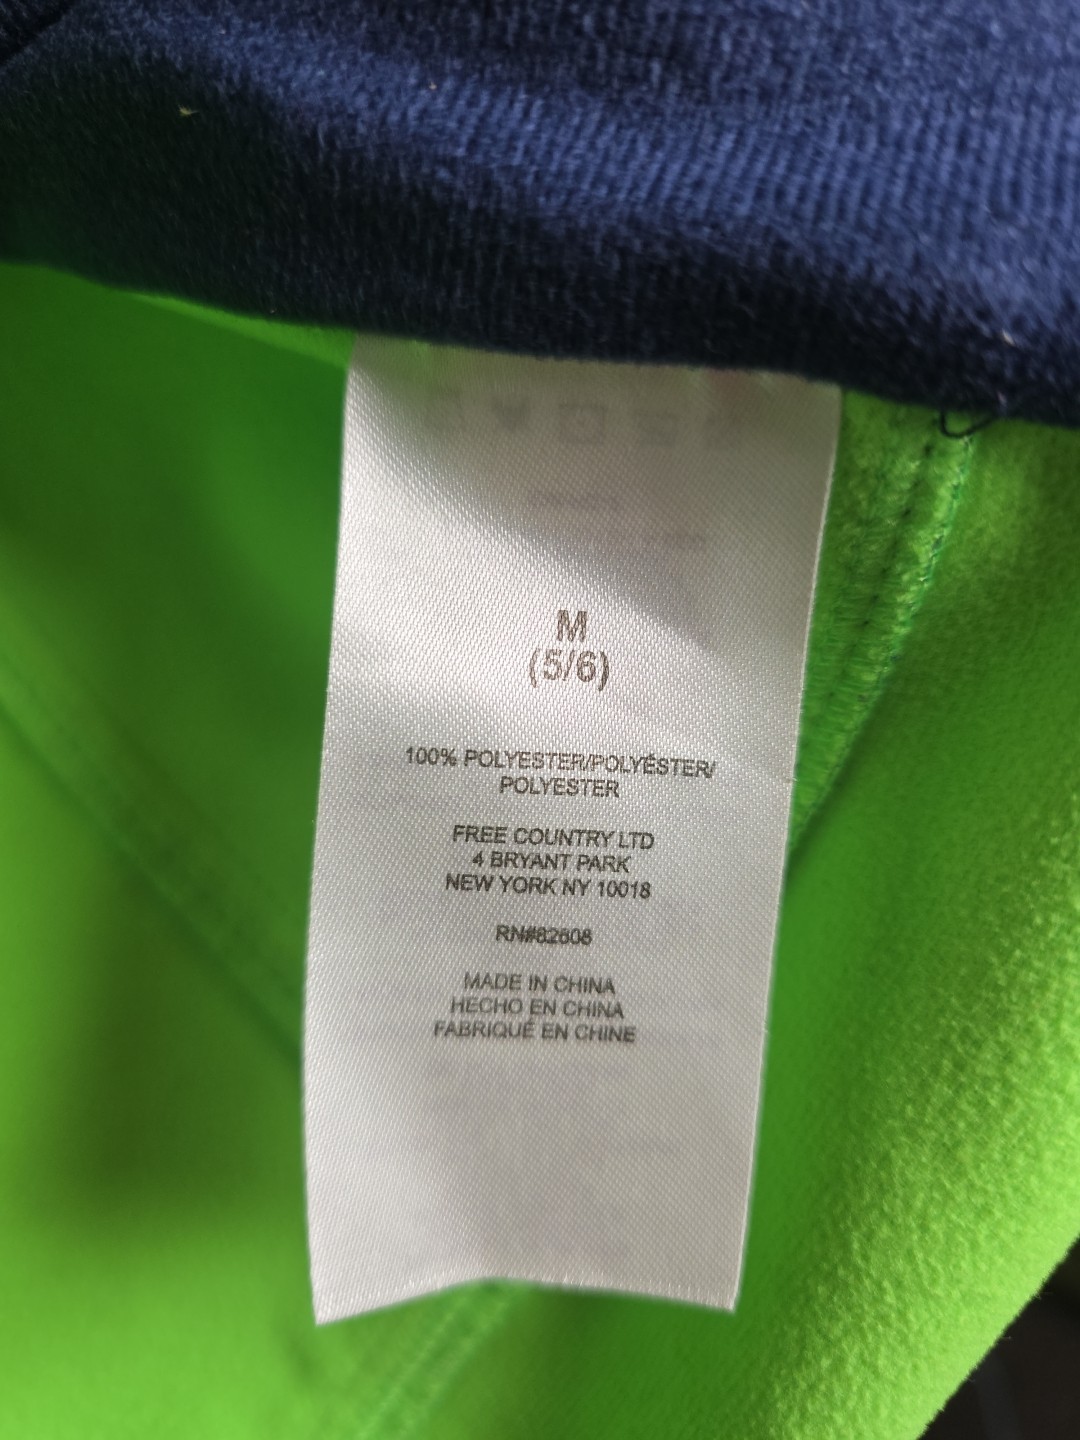 M
(5/6)
100% POLYESTER/POLYÉSTER/
POLYESTER
FREE COUNTRY LTD
4 BRYANT PARK
NEW YORK NY 10018
RN#82608
MADE IN CHINA
HECHO EN CHINA
FABRIQUÉ EN CHINE